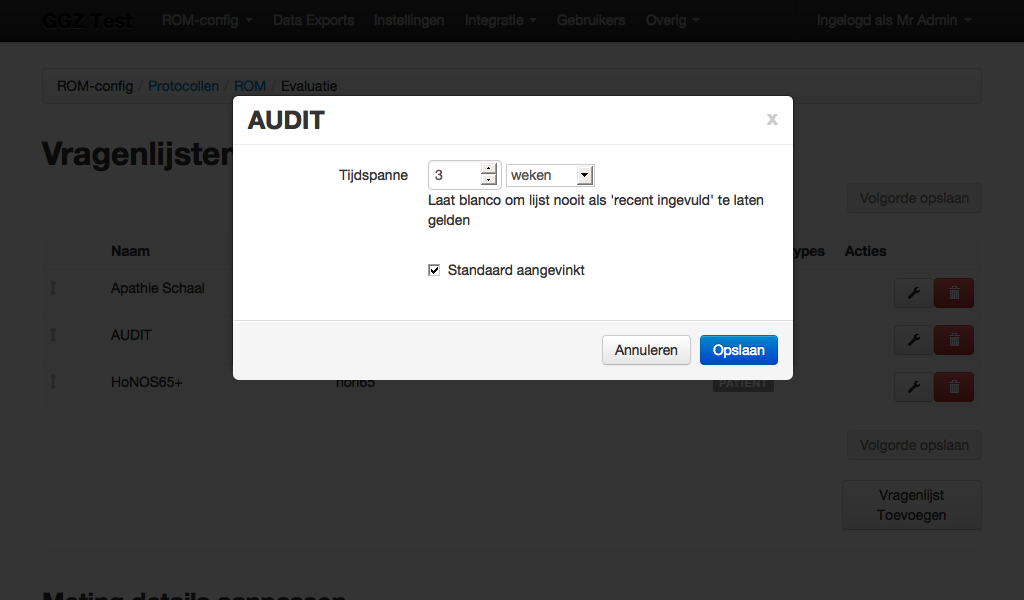 GGZ Test ROM-config Data Exports Instellingen Integratie Gebruikers Overig Ingelogd als Mr Admin
ROM-config / Protocollen / ROM / Evaluatie
AUDIT x
Vragenlijsten
Tijdspanne 3 weken
Laat blanco om lijst nooit als 'recent ingevuld' te laten
gelden
Volgorde opslaan
Naam ypes Acties
Standaard aangevinkt
Apathie Schaal
AUDIT
Annuleren Opslaan
HoNOS65+ hon65 PATIENT
Volgorde opslaan
Vragenlijst
Toevoegen
Meting details aanpassen